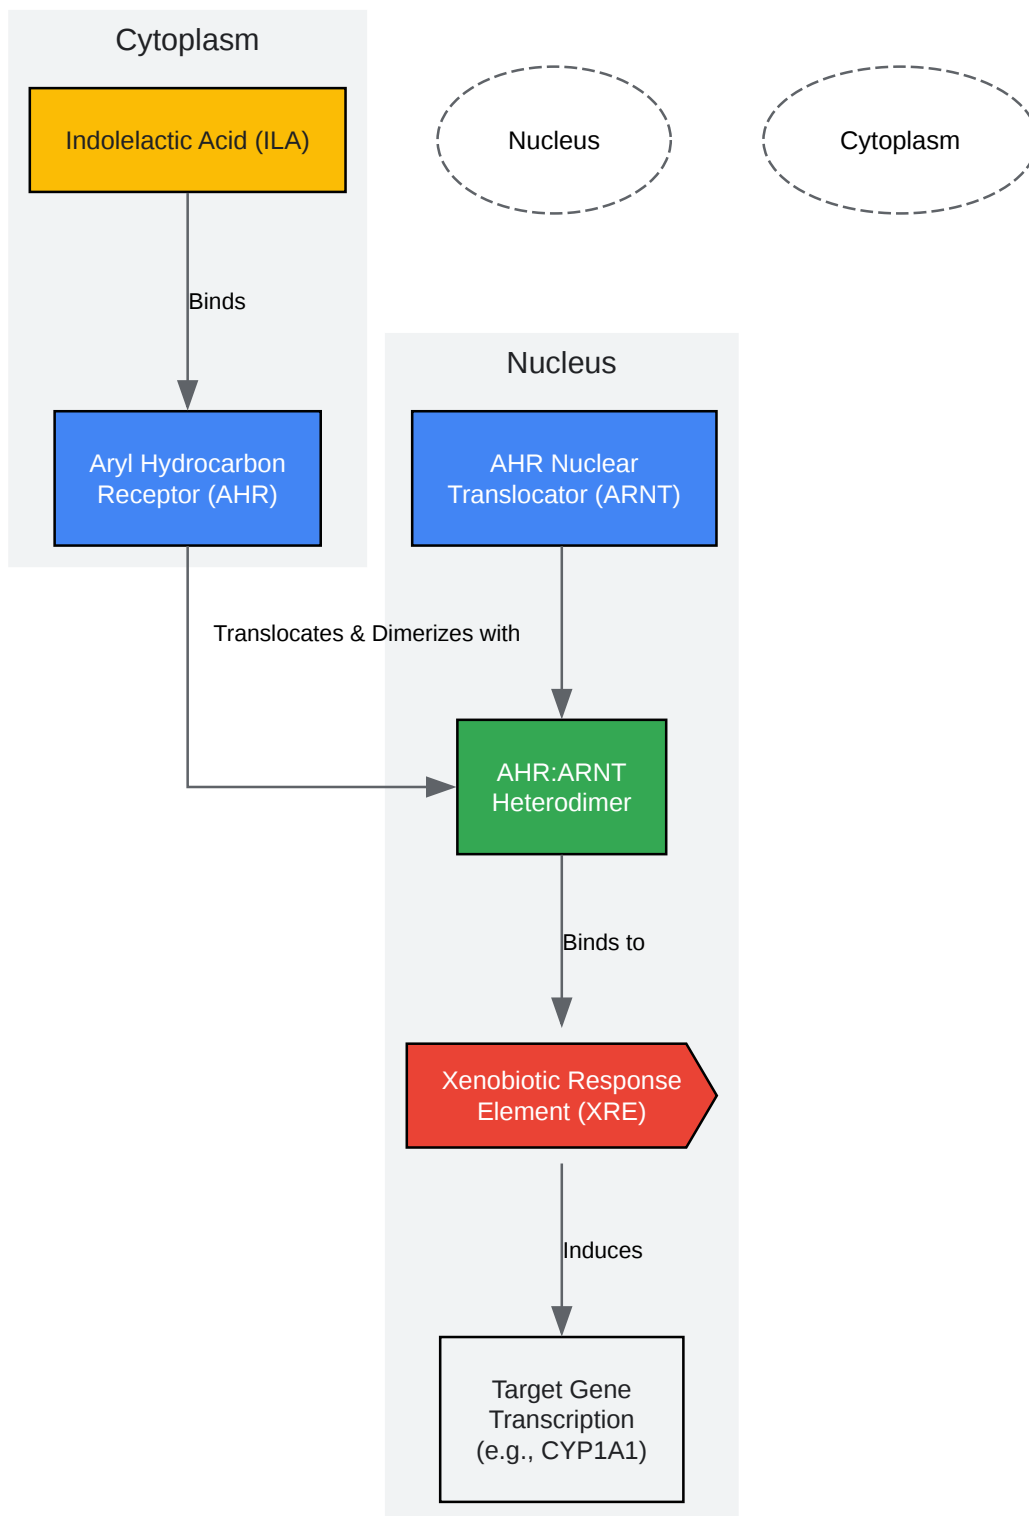 Cytoplasm
Indolelactic Acid (ILA)
Nucleus
Cytoplasm
Binds
Nucleus
Aryl Hydrocarbon
Receptor (AHR)
AHR Nuclear
Translocator (ARNT)
Translocates & Dimerizes with
AHR:ARNT
Heterodimer
Binds to
Xenobiotic Response
Element (XRE)
Induces
Target Gene
Transcription
(e.g., CYP1A1)